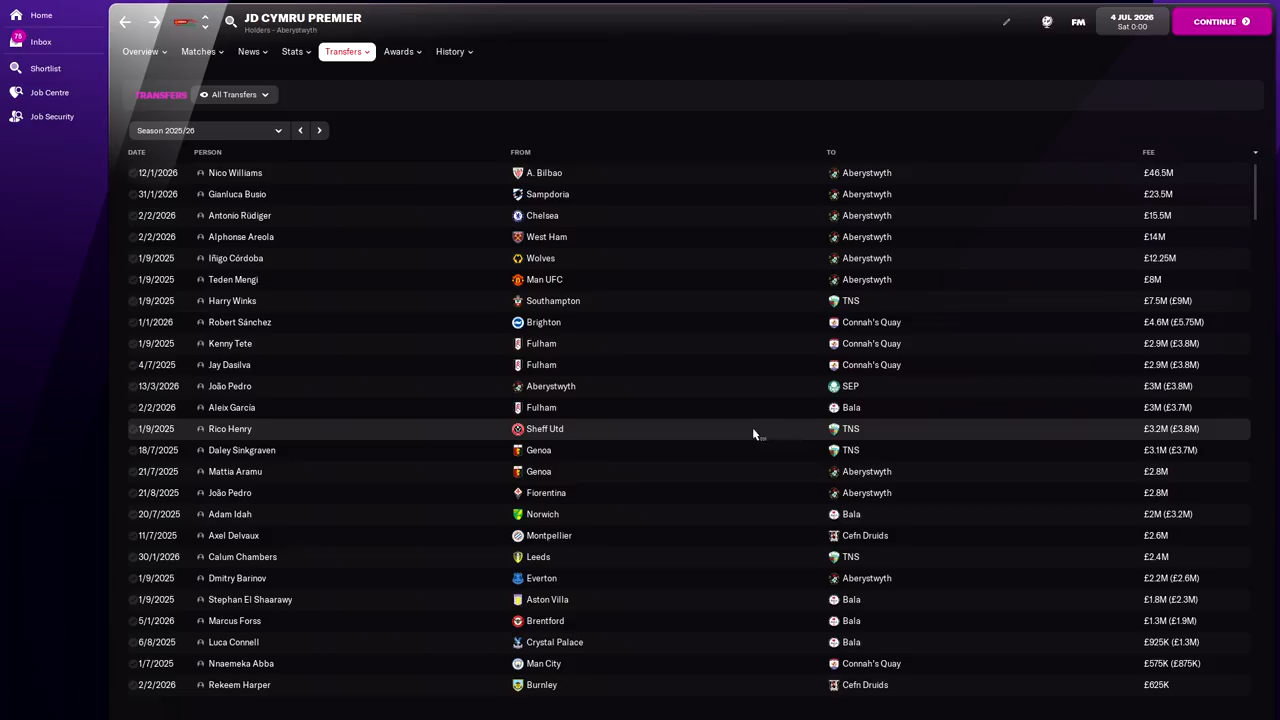 Home
JD CYMRU PREMIER
Holders - Aberystwyth
FM
4 JUL 2026
Sat 0:00
CONTINUE
75
Inbox
Shortlist
Job Centre
Job Security
Overview Matches News Stats Transfers Awards History
TRANSFERS All Transfers
Season 2025/26
DATE PERSON FROM TO FEE
12/1/2026 Nico Williams A. Bilbao Aberystwyth £46.5M
31/1/2026 Gianluca Busio Sampdoria Aberystwyth £23.5M
2/2/2026 Antonio Rüdiger Chelsea Aberystwyth £15.5M
2/2/2026 Alphonse Areola West Ham Aberystwyth £14M
1/9/2025 Iñigo Córdoba Wolves Aberystwyth £12.25M
1/9/2025 Teden Mengi Man UFC Aberystwyth £8M
1/9/2025 Harry Winks Southampton TNS £7.5M (£9M)
1/1/2026 Robert Sánchez Brighton Connah's Quay £4.6M (£5.75M)
1/9/2025 Kenny Tete Fulham Connah's Quay £2.9M (£3.8M)
4/7/2025 Jay Dasilva Fulham Connah's Quay £2.9M (£3.8M)
13/3/2026 João Pedro Aberystwyth SEP £3M (£3.8M)
2/2/2026 Aleix García Fulham Bala £3M (£3.7M)
1/9/2025 Rico Henry Sheff Utd TNS £3.2M (£3.8M)
18/7/2025 Daley Sinkgraven Genoa TNS £3.1M (£3.7M)
21/7/2025 Mattia Aramu Genoa Aberystwyth £2.8M
21/8/2025 João Pedro Fiorentina Aberystwyth £2.8M
20/7/2025 Adam Idah Norwich Bala £2M (£3.2M)
11/7/2025 Axel Delvaux Montpellier Cefn Druids £2.6M
30/1/2026 Calum Chambers Leeds TNS £2.4M
1/9/2025 Dmitry Barinov Everton Aberystwyth £2.2M (£2.6M)
1/9/2025 Stephan El Shaarawy Aston Villa Bala £1.8M (£2.3M)
5/1/2026 Marcus Forss Brentford Bala £1.3M (£1.9M)
6/8/2025 Luca Connell Crystal Palace Bala £925K (£1.3M)
1/7/2025 Nnaemeka Abba Man City Connah's Quay £575K (£875K)
2/2/2026 Rekeem Harper Burnley Cefn Druids £625K